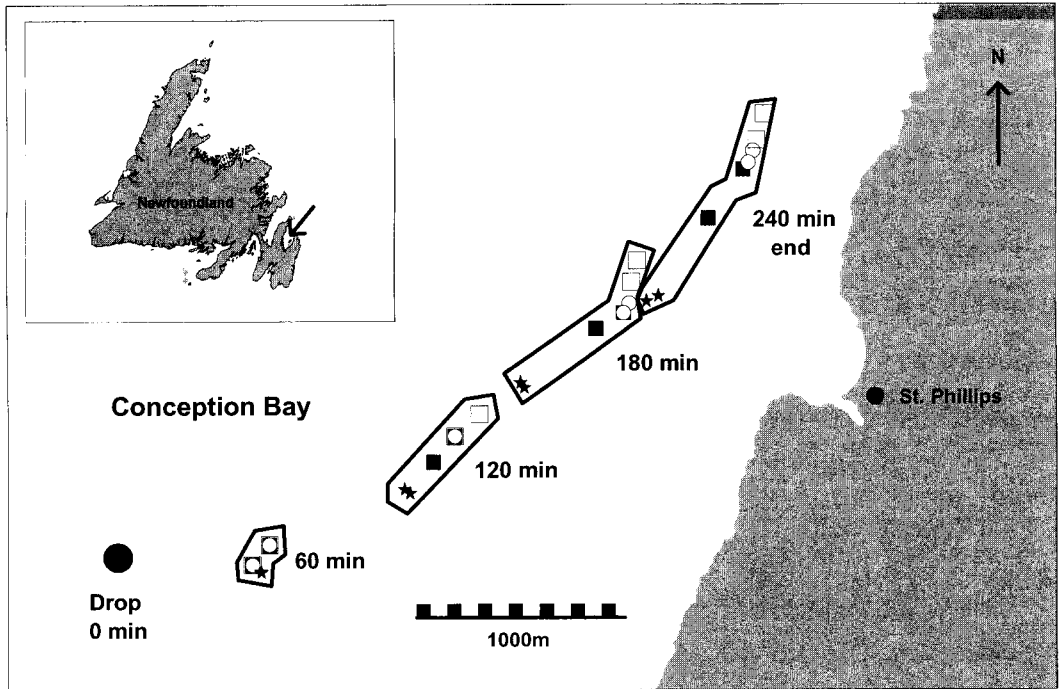 N
Newfoundland
240 min
end
180 min
St. Phillips
Conception Bay
120 min
60 min
Drop
0 min
1000m